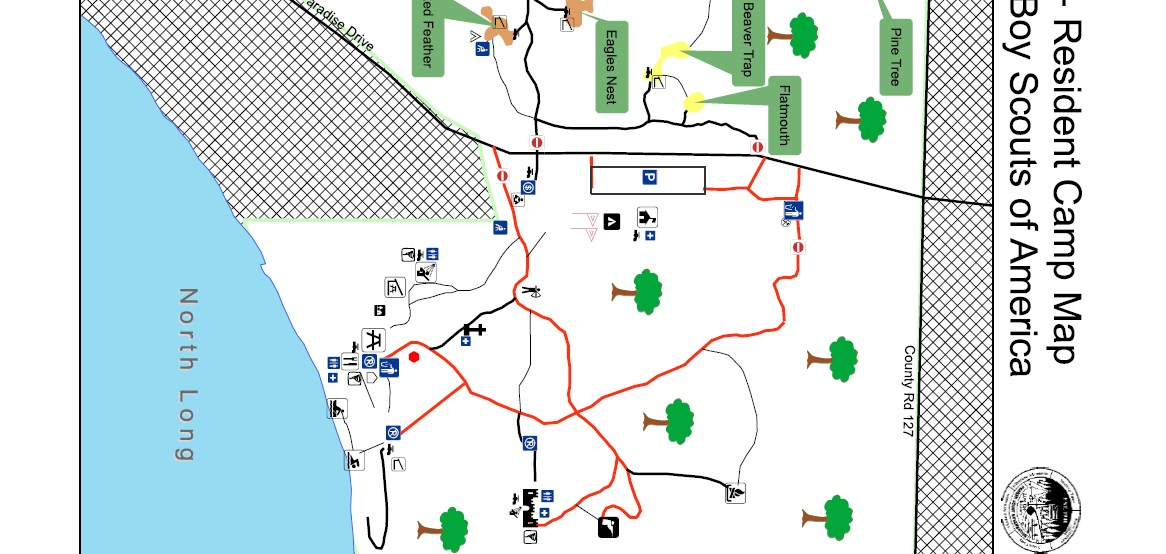 - Resident Camp Map
Boy Scouts of America
Pine Tree
Beaver Trap
Flatmouth
Eagles Nest
ed Feather
aradise Drive
County Rd 127
North Long
P